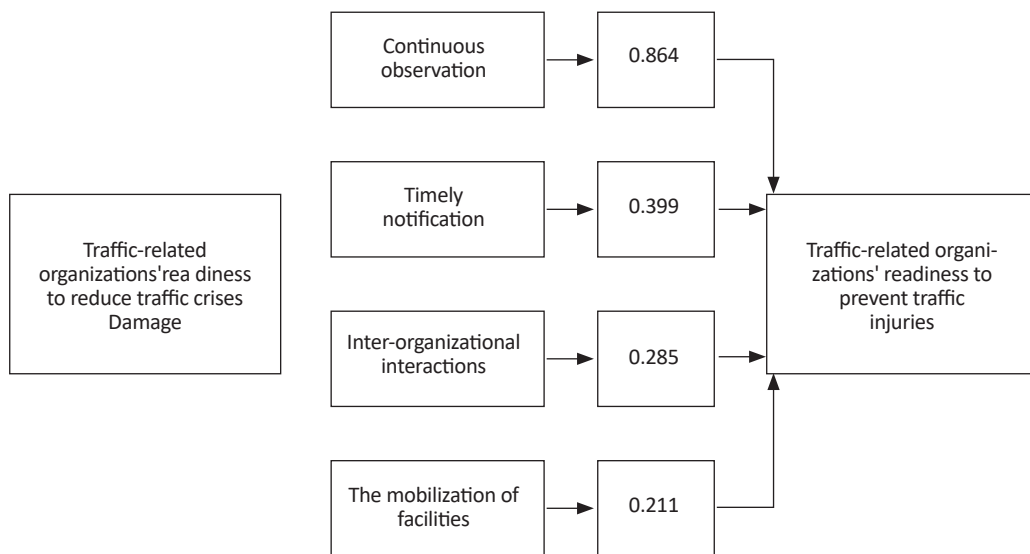 Continuous
observation
0.864
Timely
notification
0.399
Traffic-related
organizations'rea diness
to reduce traffic crises
Damage
Traffic-related organi-
zations' readiness to
prevent traffic
injuries
Inter-organizational
interactions
0.285
The mobilization of
facilities
0.211